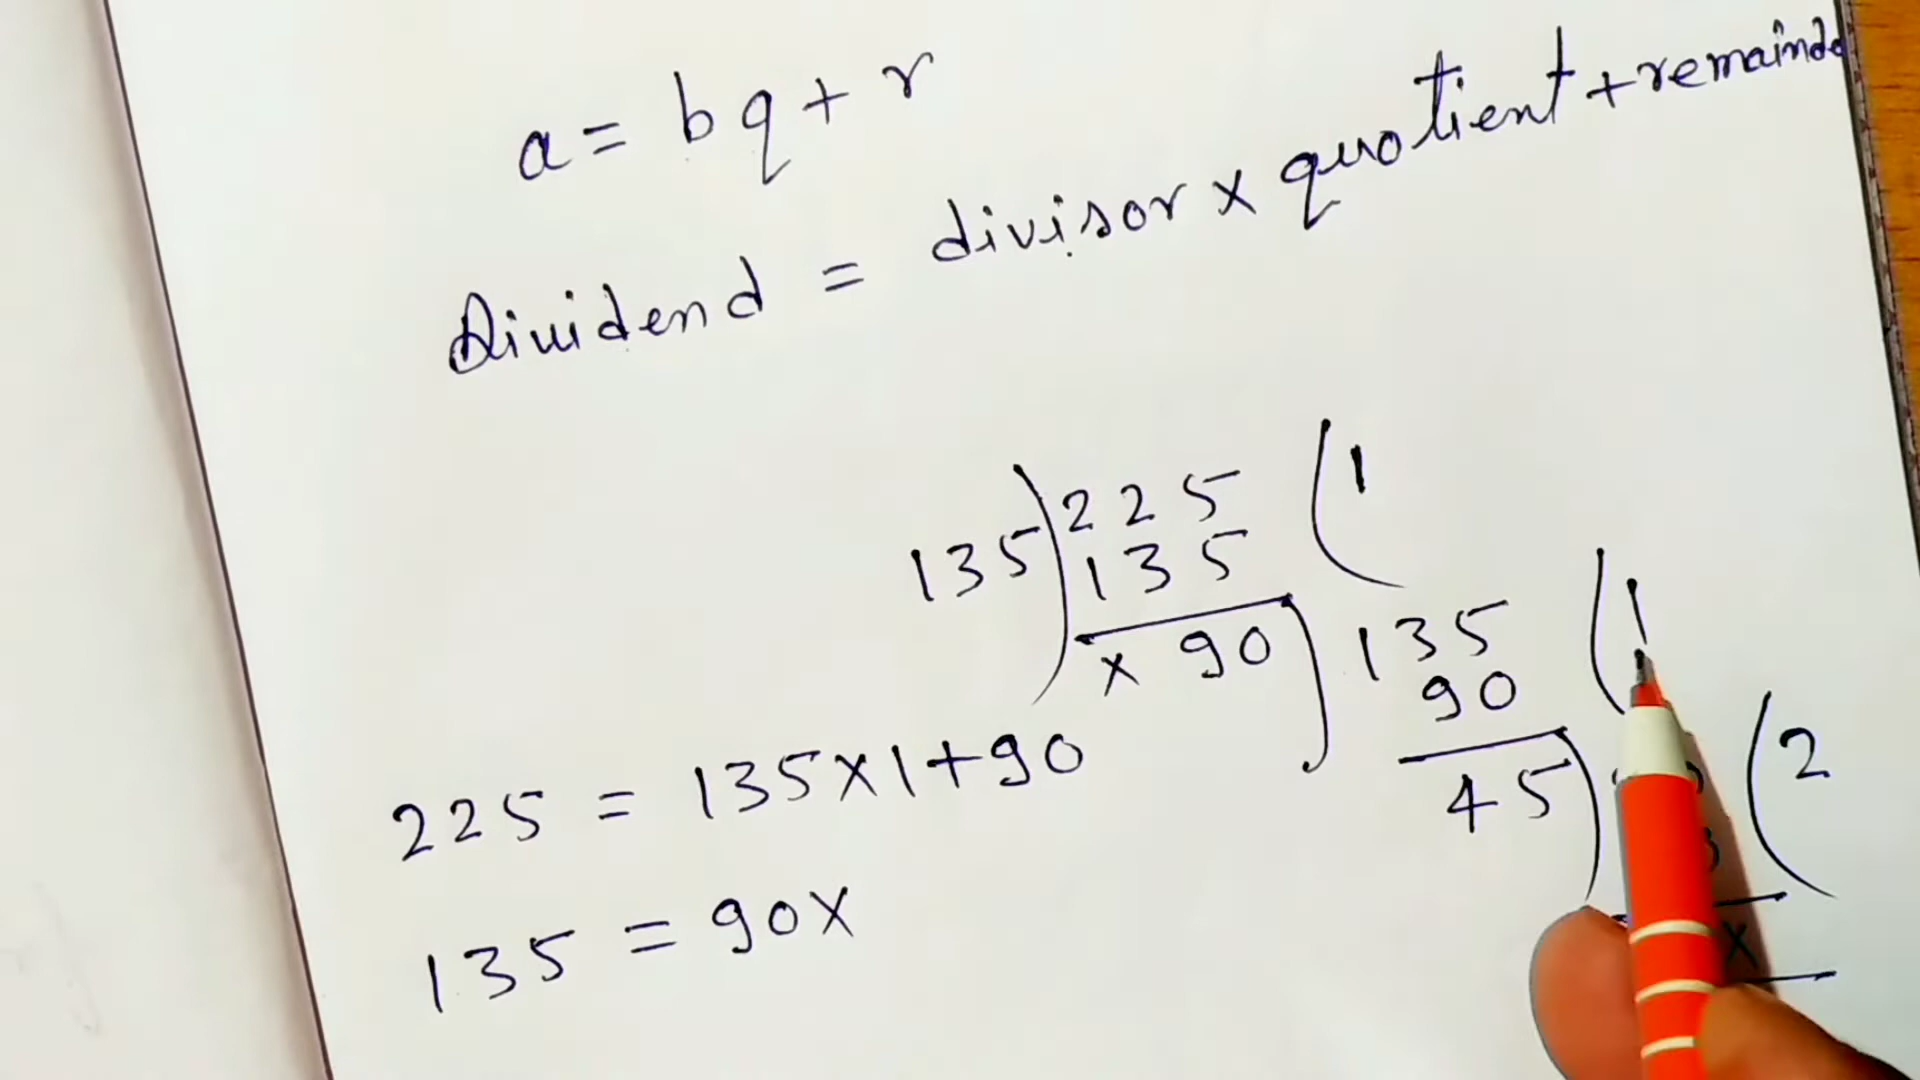 a = bq + r
Dividend = divisor x quotient + remainde
135)225(1
135
x 90)135(1
90
45) (2
x
225 = 135x1+90
135 = 90x